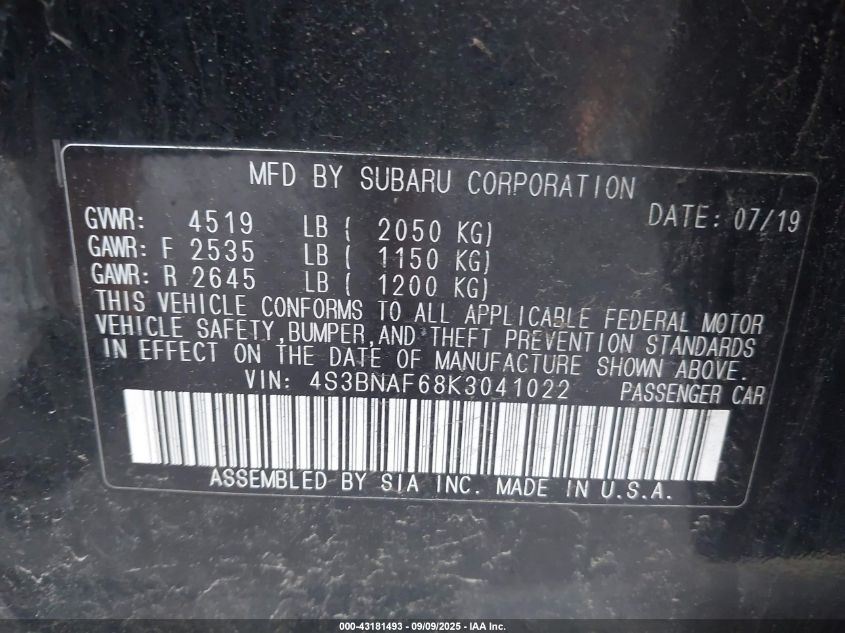 MFD BY SUBARU CORPORATION
DATE: 07/19
GVWR: 4519 LB ( 2050 KG)
GAWR: F 2535 LB ( 1150 KG)
GAWR: R 2645 LB ( 1200 KG)
THIS VEHICLE CONFORMS TO ALL APPLICABLE FEDERAL MOTOR
VEHICLE SAFETY,BUMPER,AND THEFT PREVENTION STANDARDS
IN EFFECT ON THE DATE OF MANUFACTURE SHOWN ABOVE.
VIN: 4S3BNAF68K3041022 PASSENGER CAR
ASSEMBLED BY SIA INC. MADE IN U.S.A.
000-43181493 - 09/09/2025 - IAA Inc.